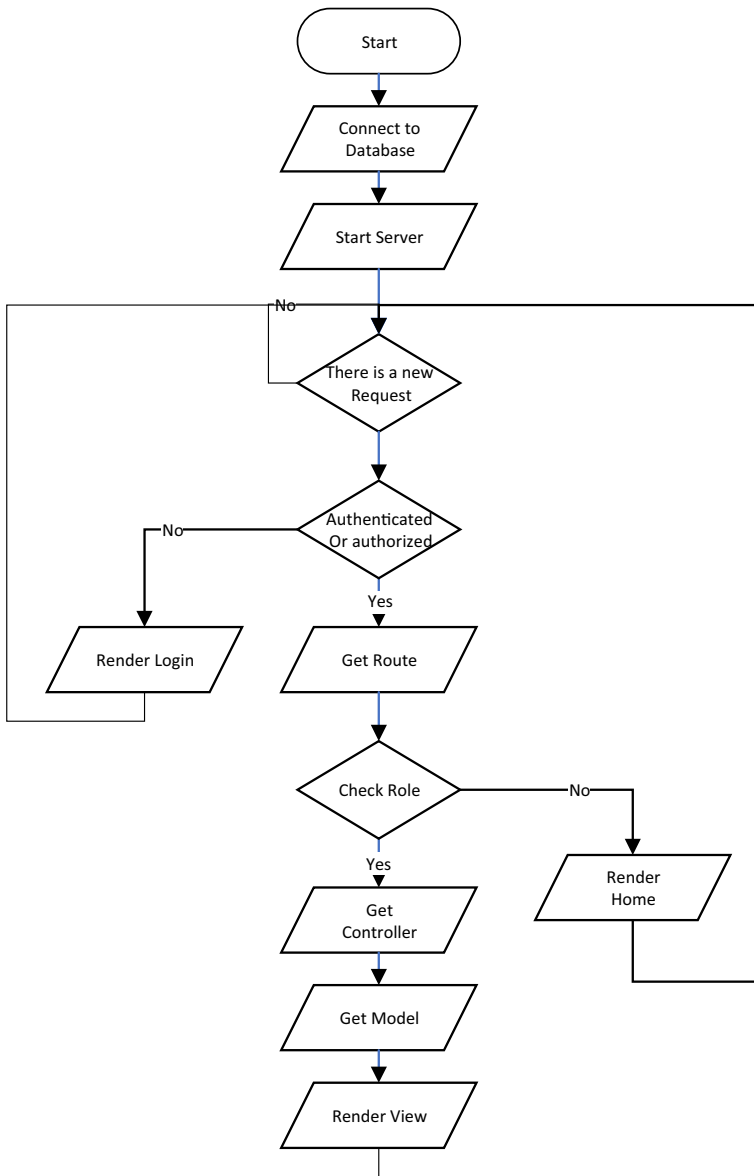 Start
Connect to
Database
Start Server
No
There is a new
Request
Authenticated
Or authorized
No
Yes
Render Login
Get Route
Check Role
No
Yes
Render
Home
Get
Controller
Get Model
Render View